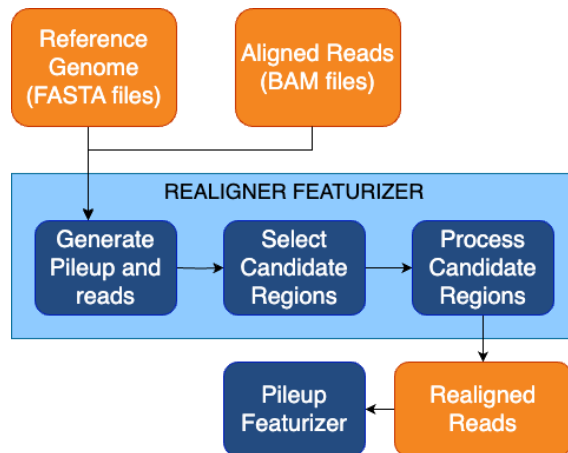 Reference
Genome
(FASTA files)
Aligned Reads
(BAM files)
REALIGNER FEATURIZER
Generate
Pileup and
reads
Select
Candidate
Regions
Process
Candidate
Regions
Pileup
Featurizer
Realigned
Reads